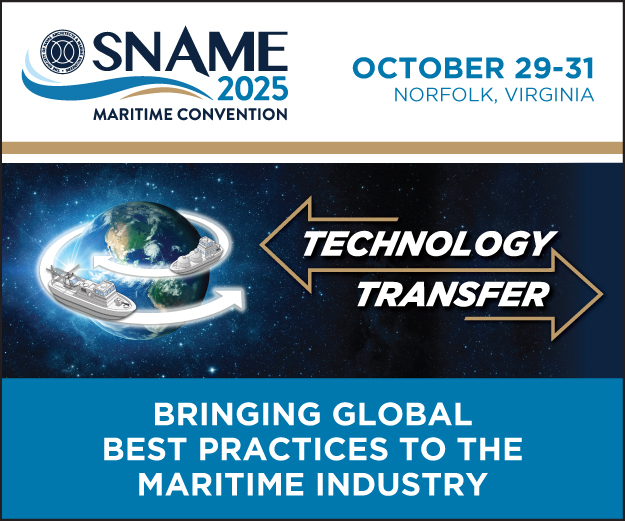 SNAME
2025
MARITIME CONVENTION
OCTOBER 29-31
NORFOLK, VIRGINIA
TECHNOLOGY
TRANSFER
BRINGING GLOBAL
BEST PRACTICES TO THE
MARITIME INDUSTRY